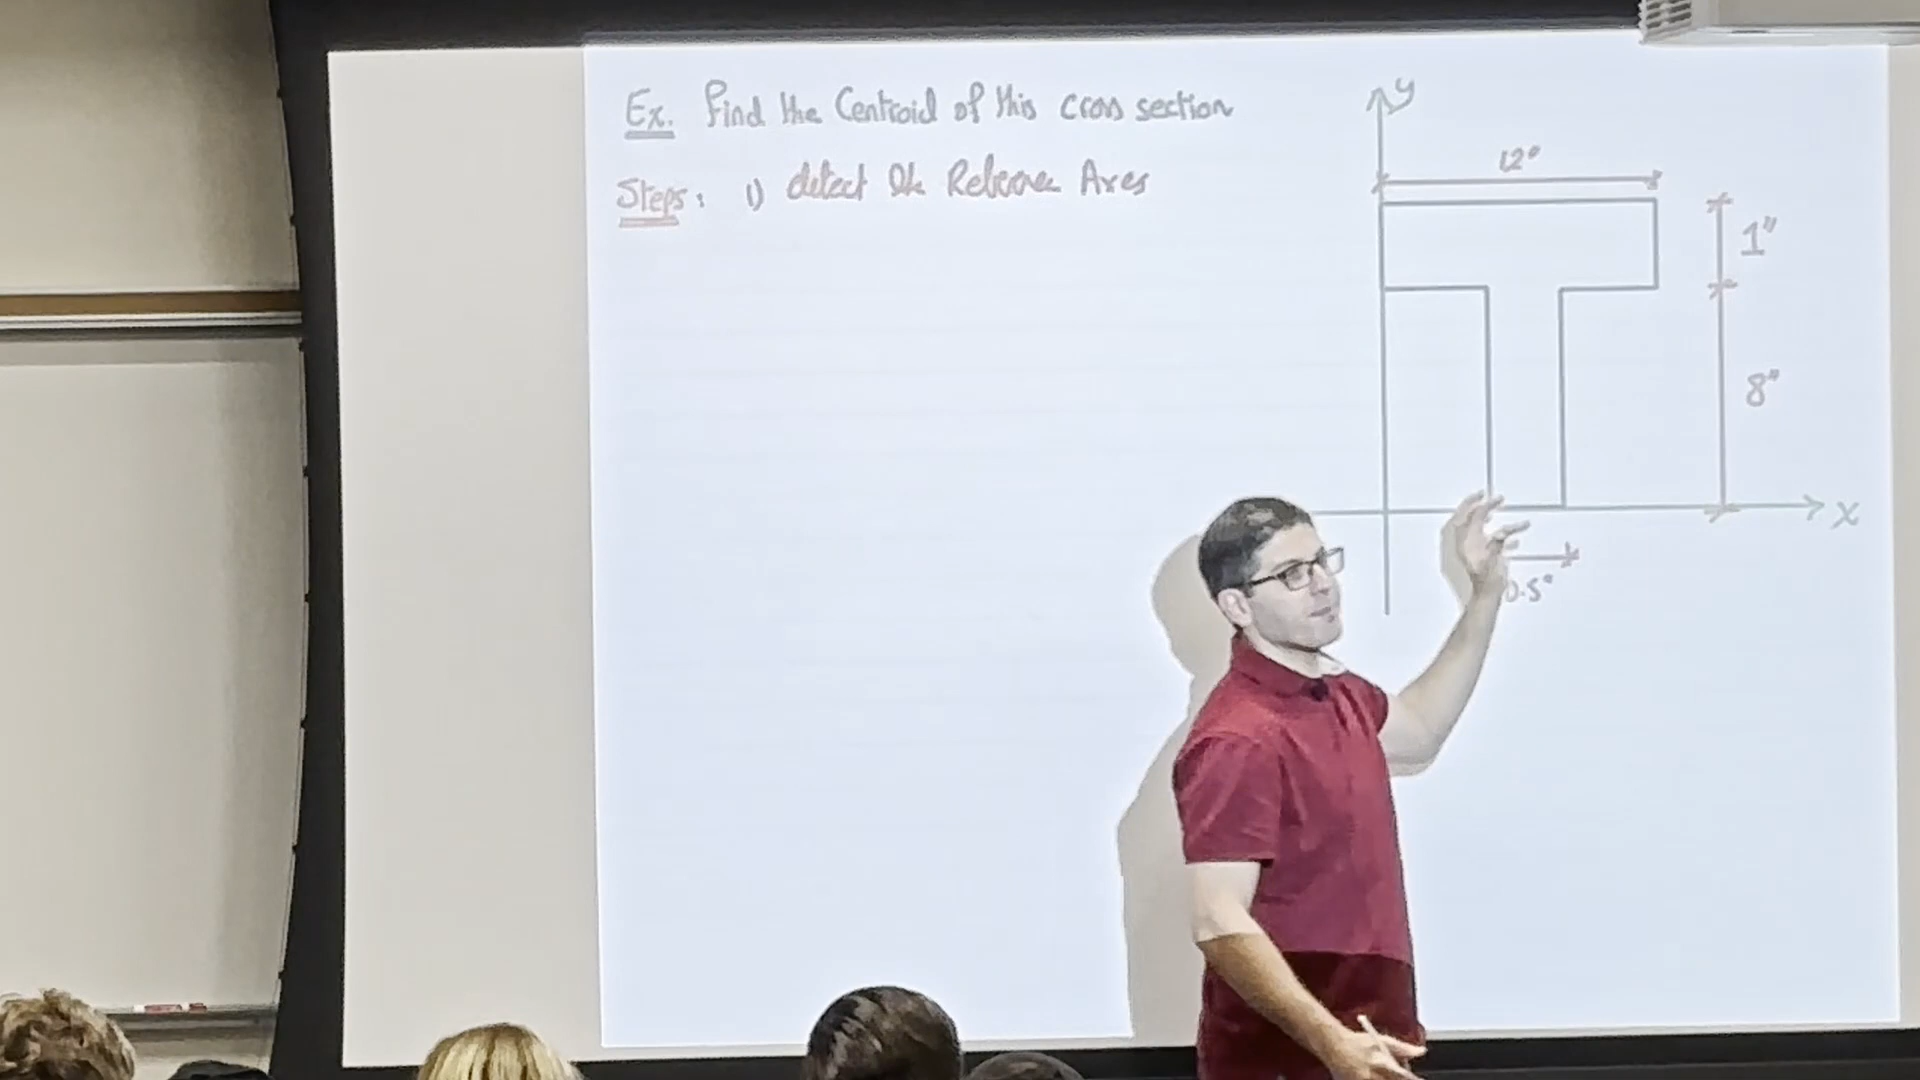 Ex. Find the Centroid of this cross section
Steps: 1) detect the Reference Axes
y
12"
1"
8"
x
0.5"